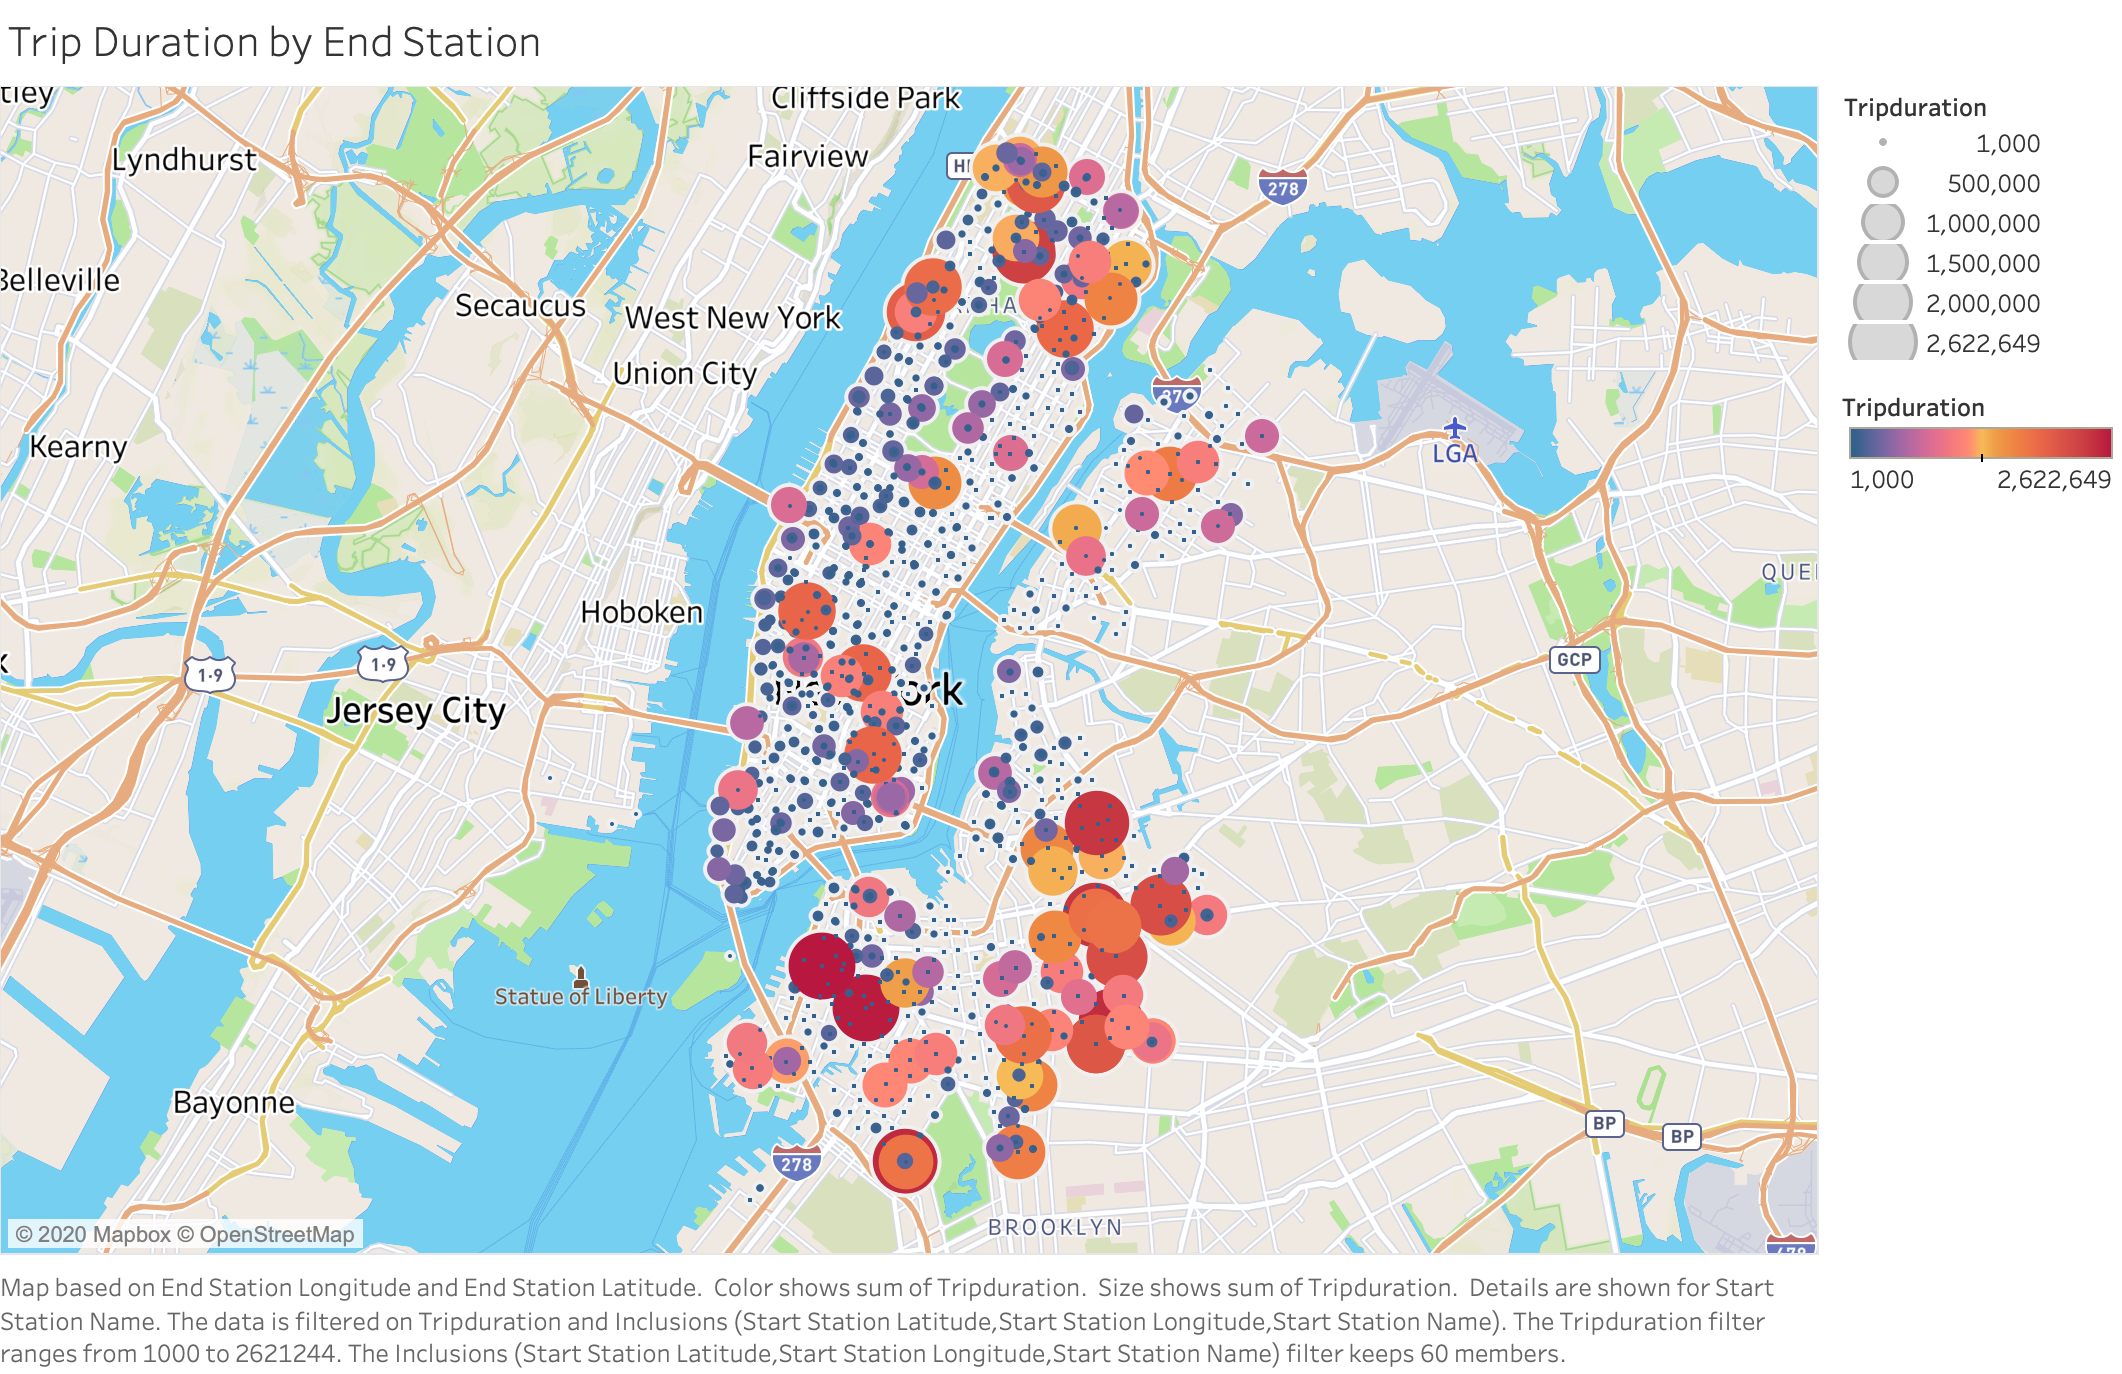 Trip Duration by End Station
Cliffside Park
Lyndhurst
Fairview
278
Belleville
Secaucus
West New York
Union City
Kearny
LGA
Hoboken
GCP
1·9
1·9
Jersey City
Statue of Liberty
Bayonne
BP
BP
278
BROOKLYN
© 2020 Mapbox © OpenStreetMap
Tripduration
1,000
500,000
1,000,000
1,500,000
2,000,000
2,622,649
Tripduration
1,000 2,622,649
Map based on End Station Longitude and End Station Latitude. Color shows sum of Tripduration. Size shows sum of Tripduration. Details are shown for Start
Station Name. The data is filtered on Tripduration and Inclusions (Start Station Latitude,Start Station Longitude,Start Station Name). The Tripduration filter
ranges from 1000 to 2621244. The Inclusions (Start Station Latitude,Start Station Longitude,Start Station Name) filter keeps 60 members.